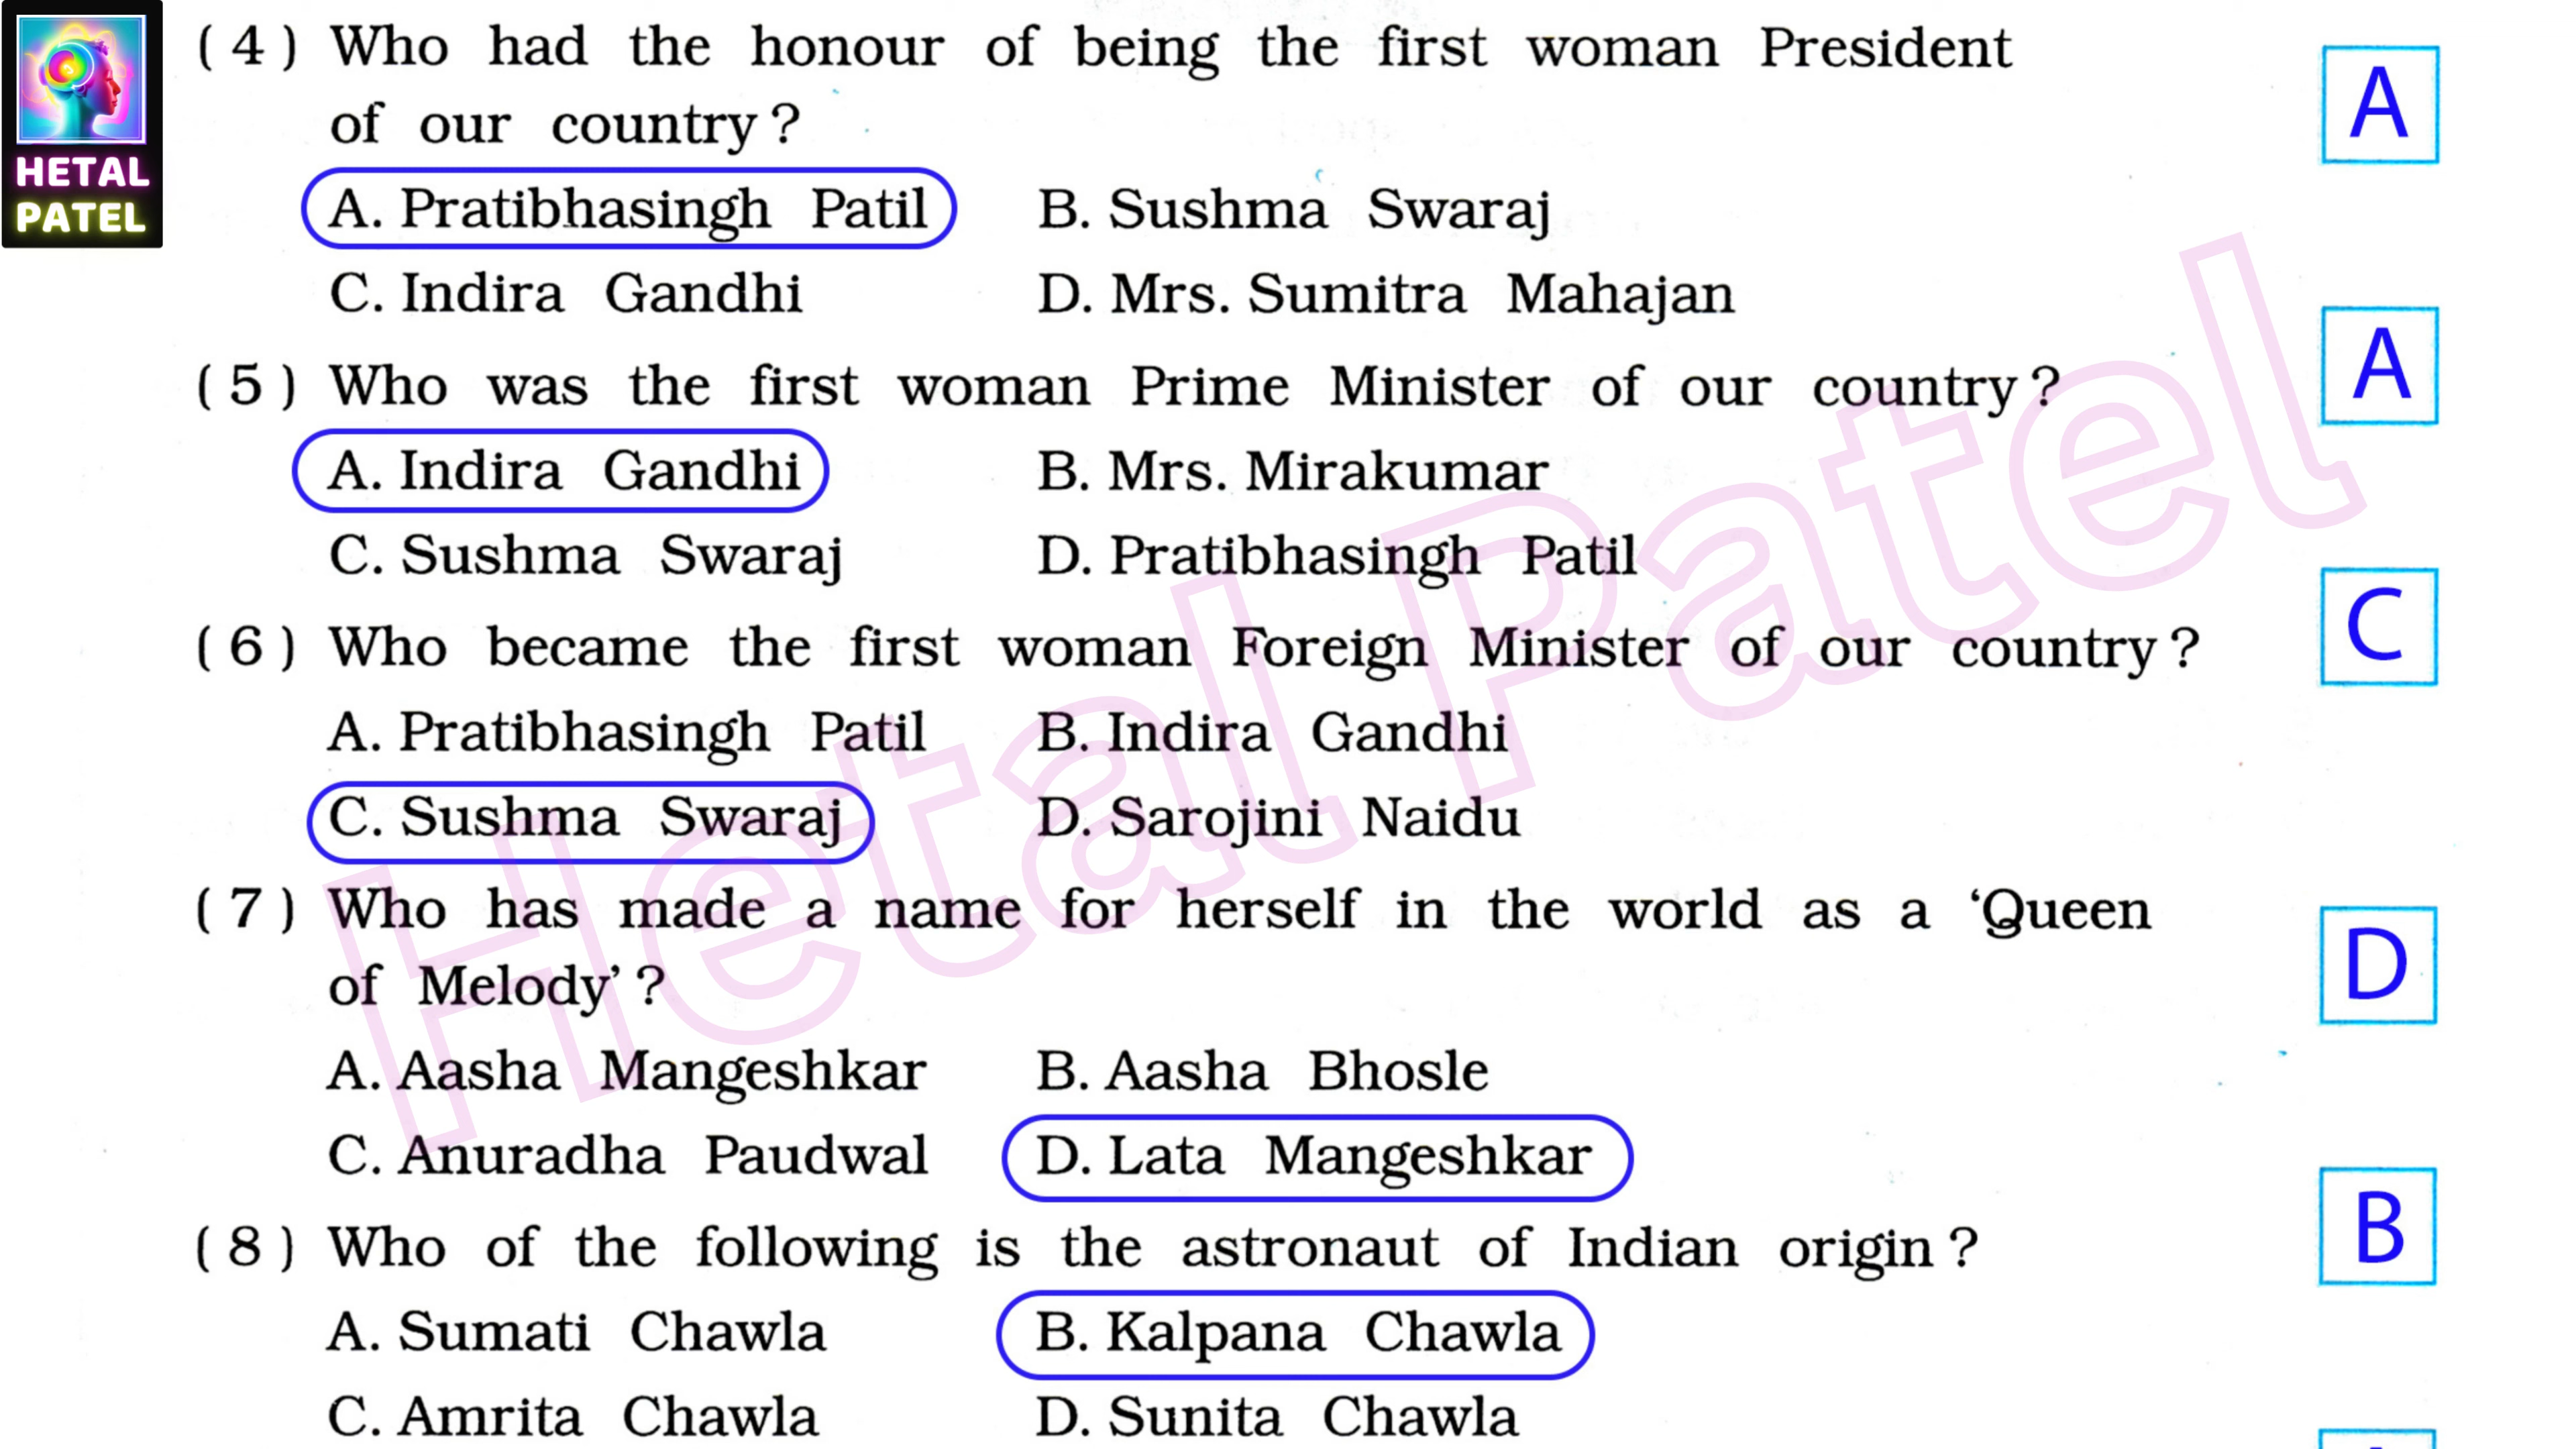 HETAL
PATEL
( 4 ) Who had the honour of being the first woman President
of our country ?
A
A. Pratibhasingh Patil B. Sushma Swaraj
C. Indira Gandhi D. Mrs. Sumitra Mahajan
( 5 ) Who was the first woman Prime Minister of our country ?
A
A. Indira Gandhi B. Mrs. Mirakumar
C. Sushma Swaraj D. Pratibhasingh Patil
( 6 ) Who became the first woman Foreign Minister of our country ?
C
A. Pratibhasingh Patil B. Indira Gandhi
C. Sushma Swaraj D. Sarojini Naidu
( 7 ) Who has made a name for herself in the world as a ‘Queen
of Melody’ ?
D
A. Aasha Mangeshkar B. Aasha Bhosle
C. Anuradha Paudwal D. Lata Mangeshkar
( 8 ) Who of the following is the astronaut of Indian origin ?
B
A. Sumati Chawla B. Kalpana Chawla
C. Amrita Chawla D. Sunita Chawla
Hetal Patel